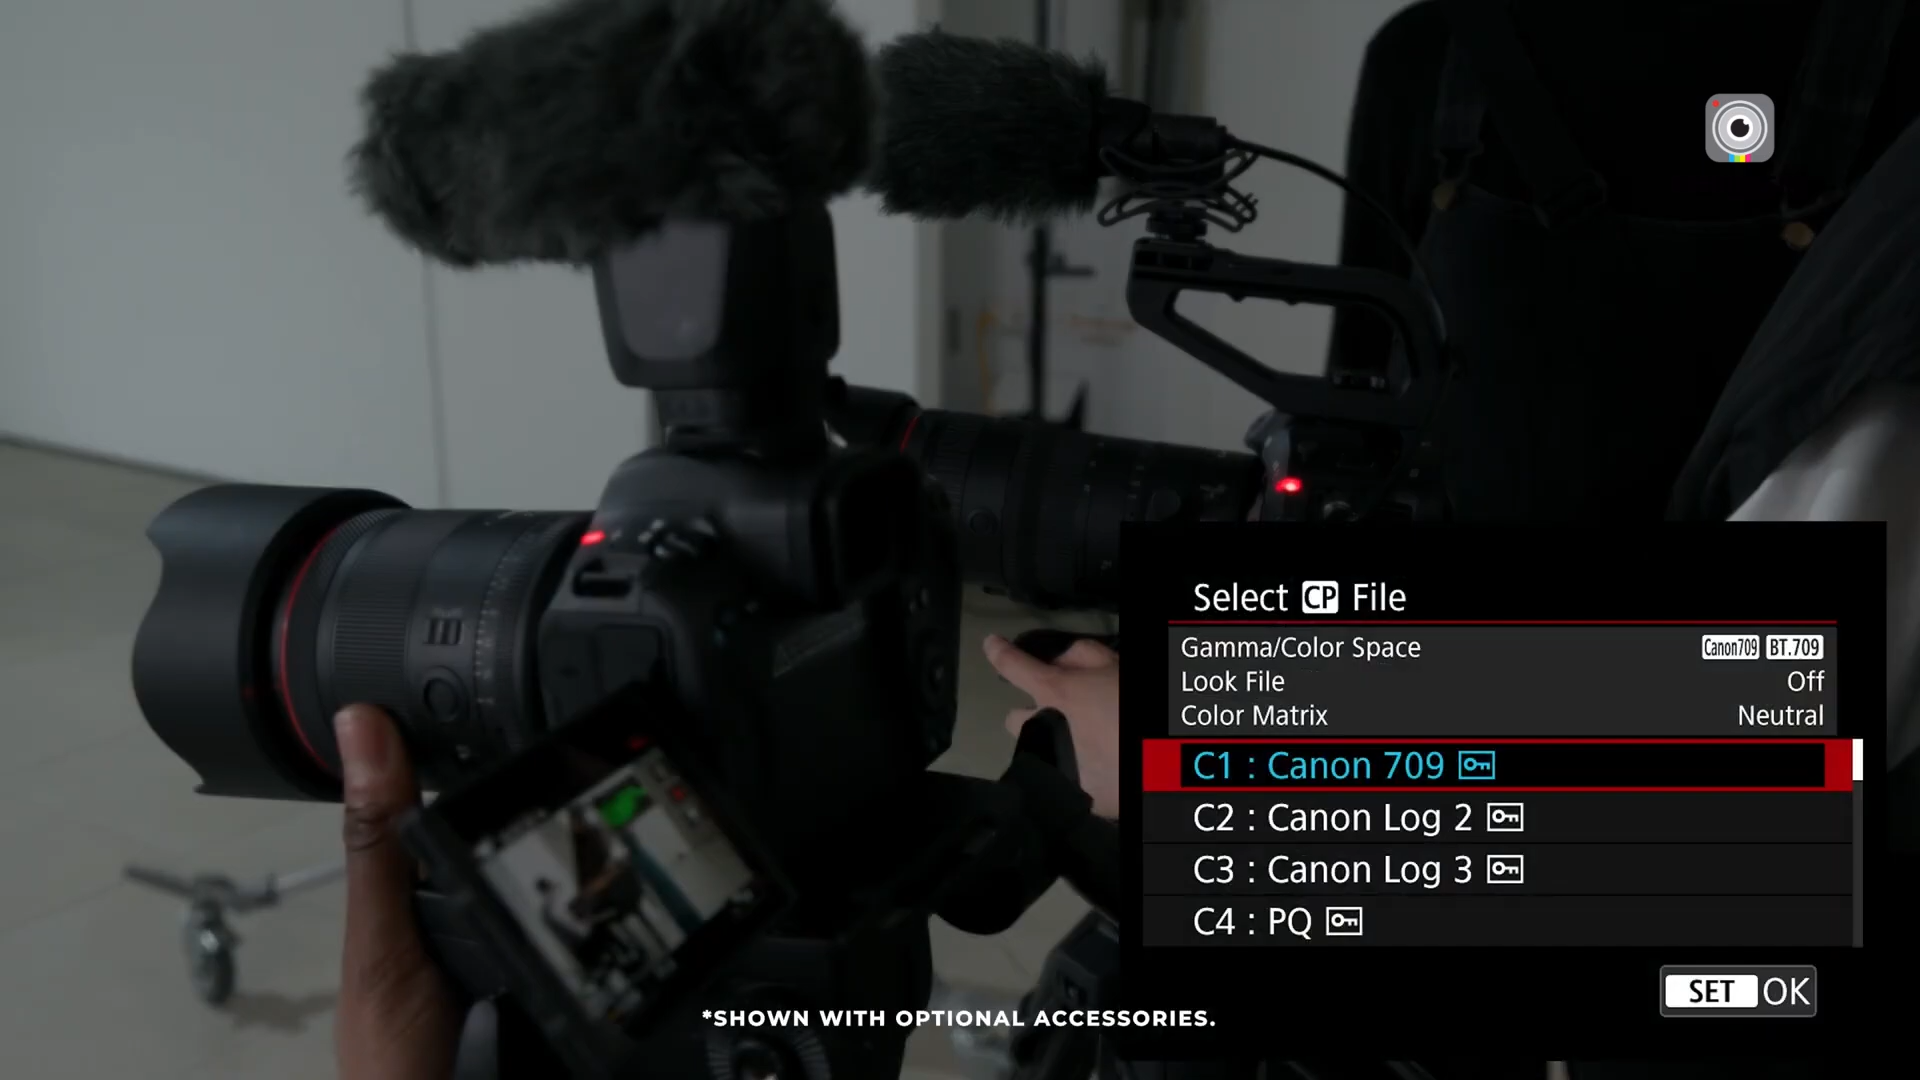 Select CP File
Gamma/Color Space Canon709 BT.709
Look File Off
Color Matrix Neutral
C1 : Canon 709
C2 : Canon Log 2
C3 : Canon Log 3
C4 : PQ
SET OK
*SHOWN WITH OPTIONAL ACCESSORIES.